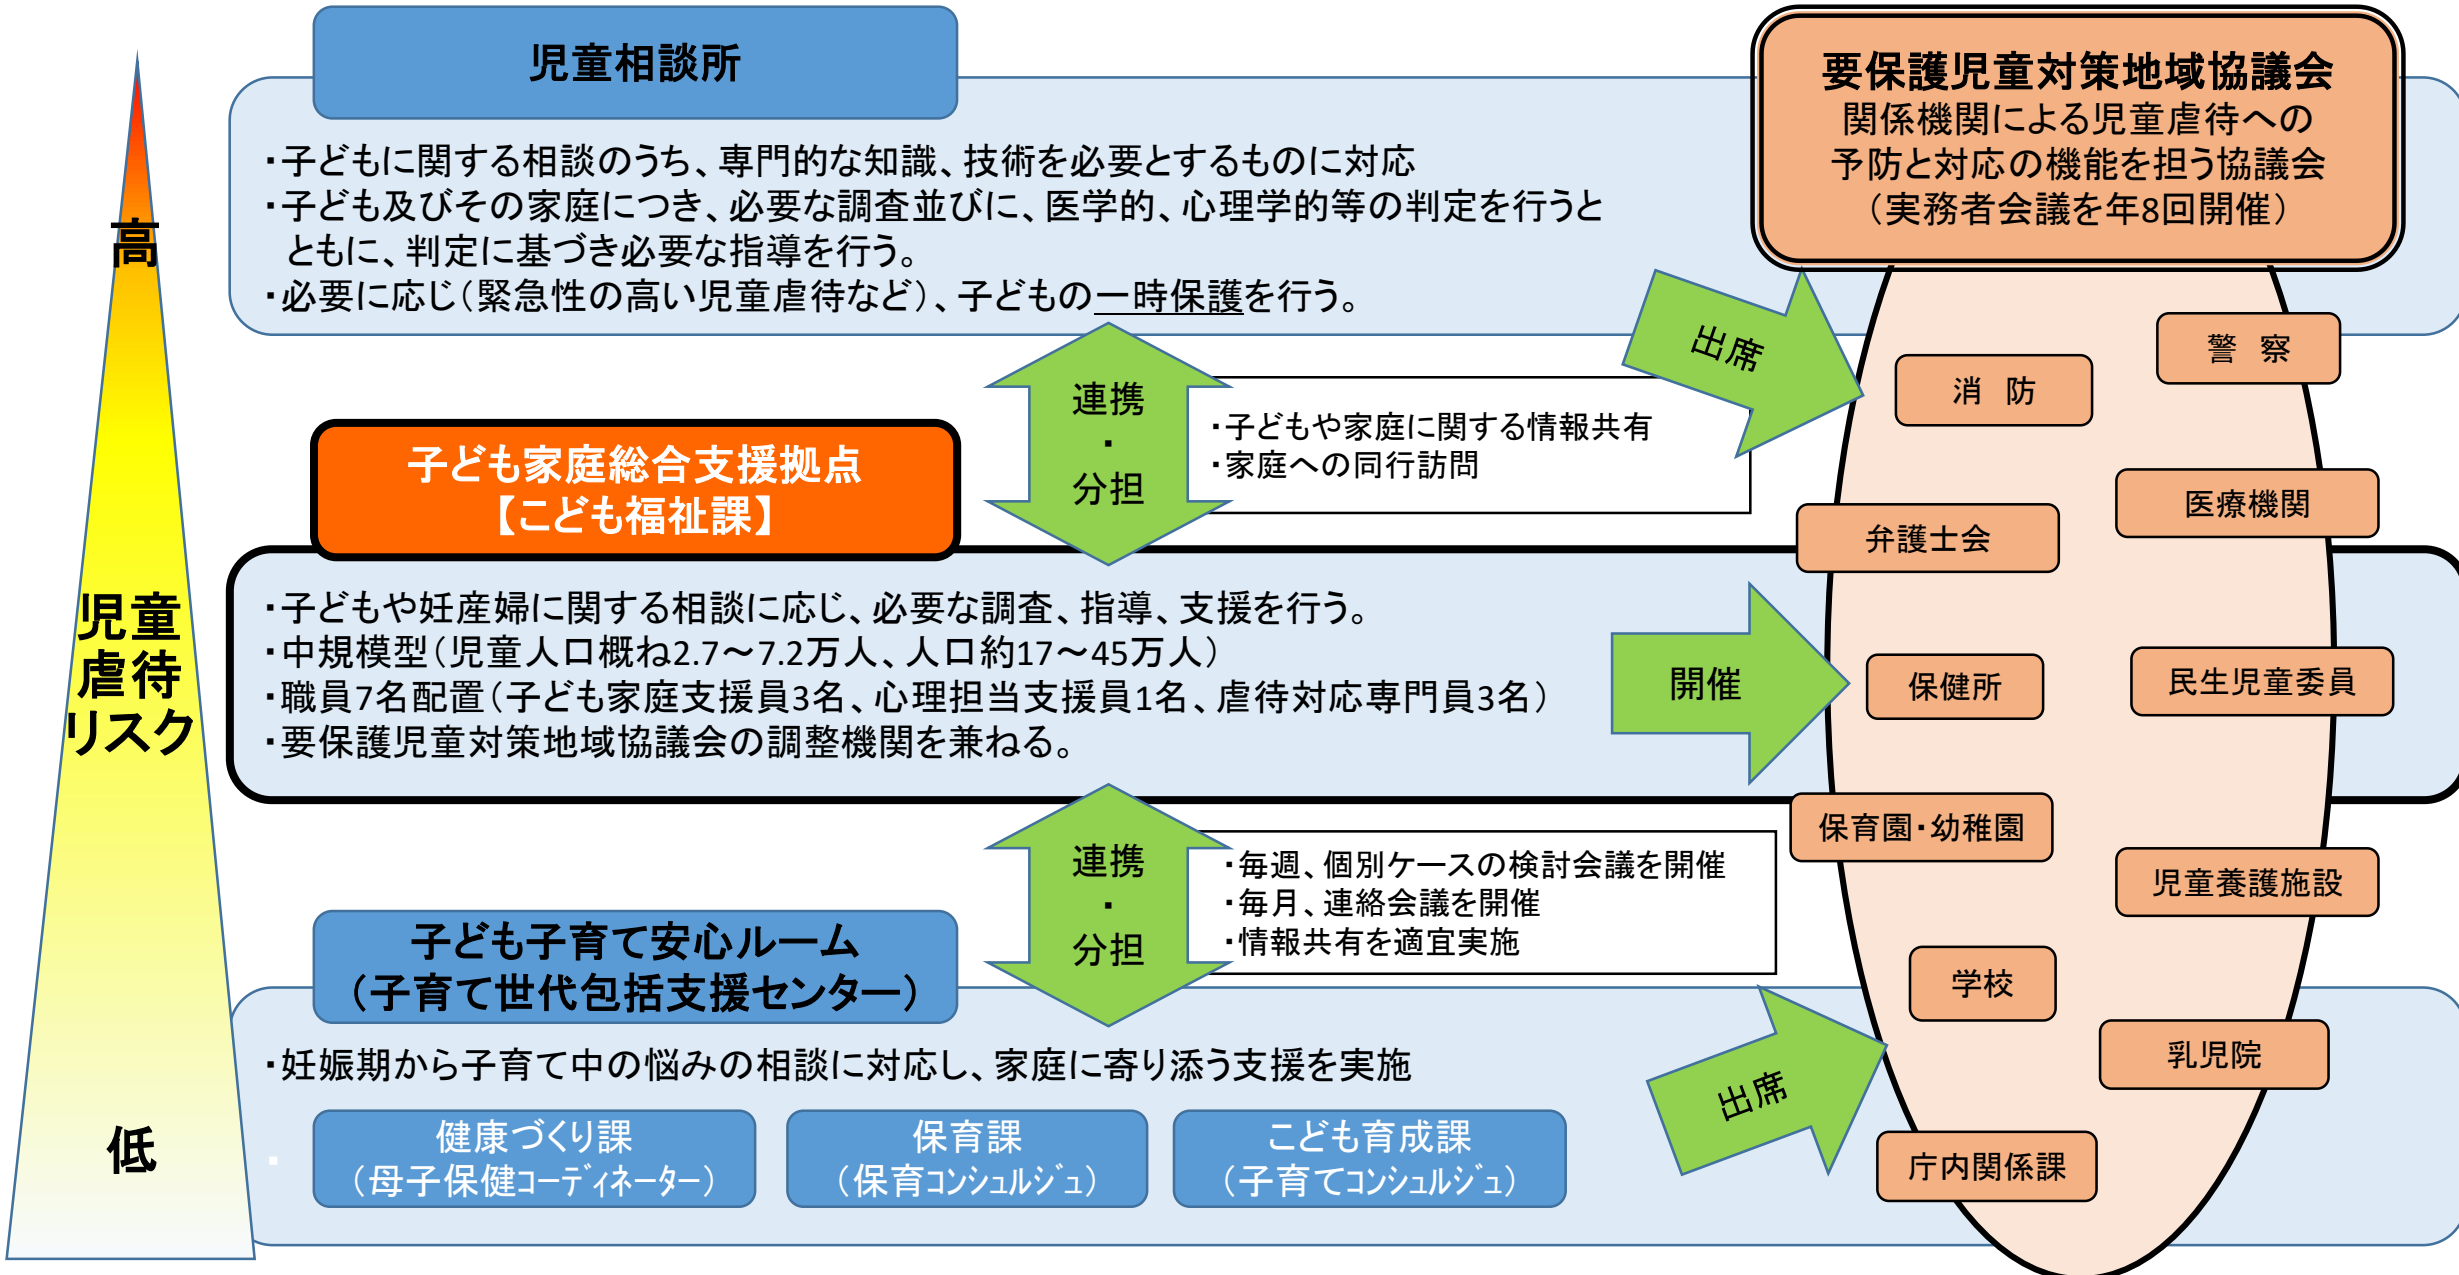 児童相談所
・子どもに関する相談のうち、専門的な知識、技術を必要とするものに対応
・子ども及びその家庭につき、必要な調査並びに、医学的、心理学的等の判定を行うと
ともに、判定に基づき必要な指導を行う。
・必要に応じ（緊急性の高い児童虐待など）、子どもの一時保護を行う。
高
児童
虐待
リスク
低
連携
・
分担
・子どもや家庭に関する情報共有
・家庭への同行訪問
子ども家庭総合支援拠点
【こども福祉課】
・子どもや妊産婦に関する相談に応じ、必要な調査、指導、支援を行う。
・中規模型（児童人口概ね2.7～7.2万人、人口約17～45万人）
・職員7名配置（子ども家庭支援員3名、心理担当支援員1名、虐待対応専門員3名）
・要保護児童対策地域協議会の調整機関を兼ねる。
連携
・
分担
・毎週、個別ケースの検討会議を開催
・毎月、連絡会議を開催
・情報共有を適宜実施
子ども子育て安心ルーム
（子育て世代包括支援センター）
・妊娠期から子育て中の悩みの相談に対応し、家庭に寄り添う支援を実施
・
健康づくり課
（母子保健ｺｰﾃﾞｨﾈｰﾀｰ）
保育課
（保育ｺﾝｼｭﾙｼﾞｭ）
こども育成課
（子育てｺﾝｼｭﾙｼﾞｭ）
出席
開催
出席
要保護児童対策地域協議会
関係機関による児童虐待への
予防と対応の機能を担う協議会
（実務者会議を年8回開催）
警　察
消　防
医療機関
弁護士会
保健所
民生児童委員
保育園・幼稚園
児童養護施設
学校
乳児院
庁内関係課